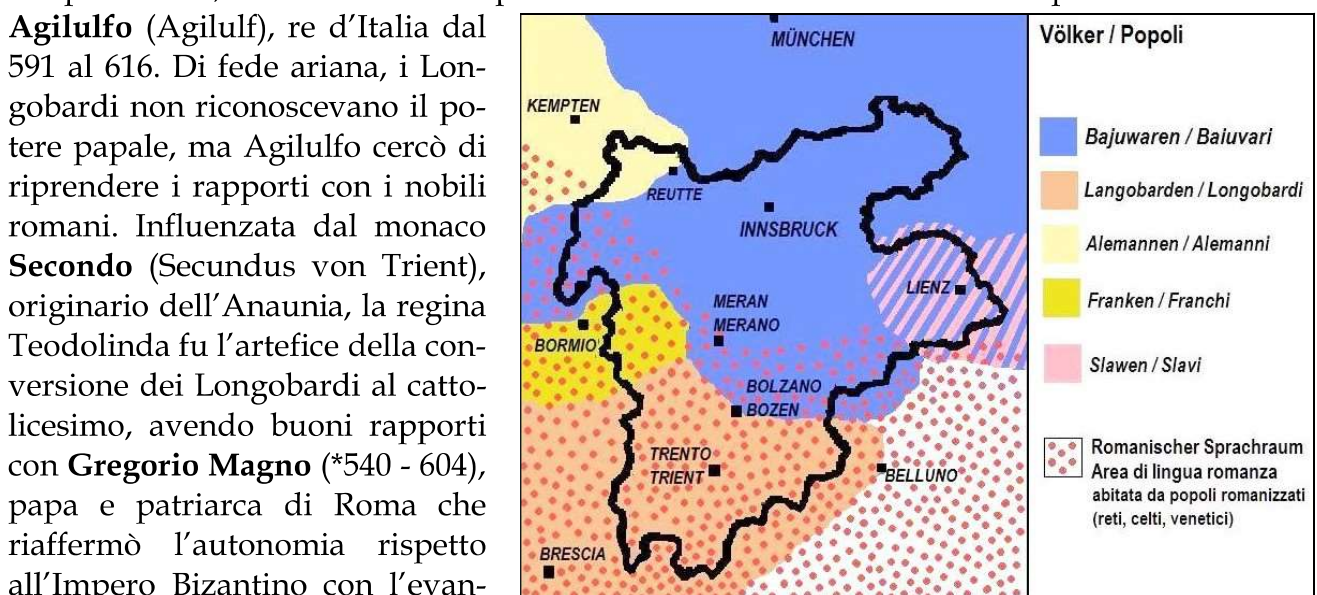 Agilulfo (Agilulf), re d’Italia dal
591 al 616. Di fede ariana, i Lon-
gobardi non riconoscevano il po-
tere papale, ma Agilulfo cercò di
riprendere i rapporti con i nobili
romani. Influenzata dal monaco
Secondo (Secundus von Trient),
originario dell’Anaunia, la regina
Teodolinda fu l’artefice della con-
versione dei Longobardi al catto-
licesimo, avendo buoni rapporti
con Gregorio Magno (*540 - 604),
papa e patriarca di Roma che
riaffermò l’autonomia rispetto
all’Impero Bizantino con l’evan-
MÜNCHEN
KEMPTEN
REUTTE
INNSBRUCK
LIENZ
MERAN
MERANO
BORMIO
BOLZANO
BOZEN
TRENTO
TRIENT
BELLUNO
BRESCIA
Völker / Popoli
Bajuwaren / Baiuvari
Langobarden / Longobardi
Alemannen / Alemanni
Franken / Franchi
Slawen / Slavi
Romanischer Sprachraum
Area di lingua romanza
abitata da popoli romanizzati
(reti, celti, venetici)